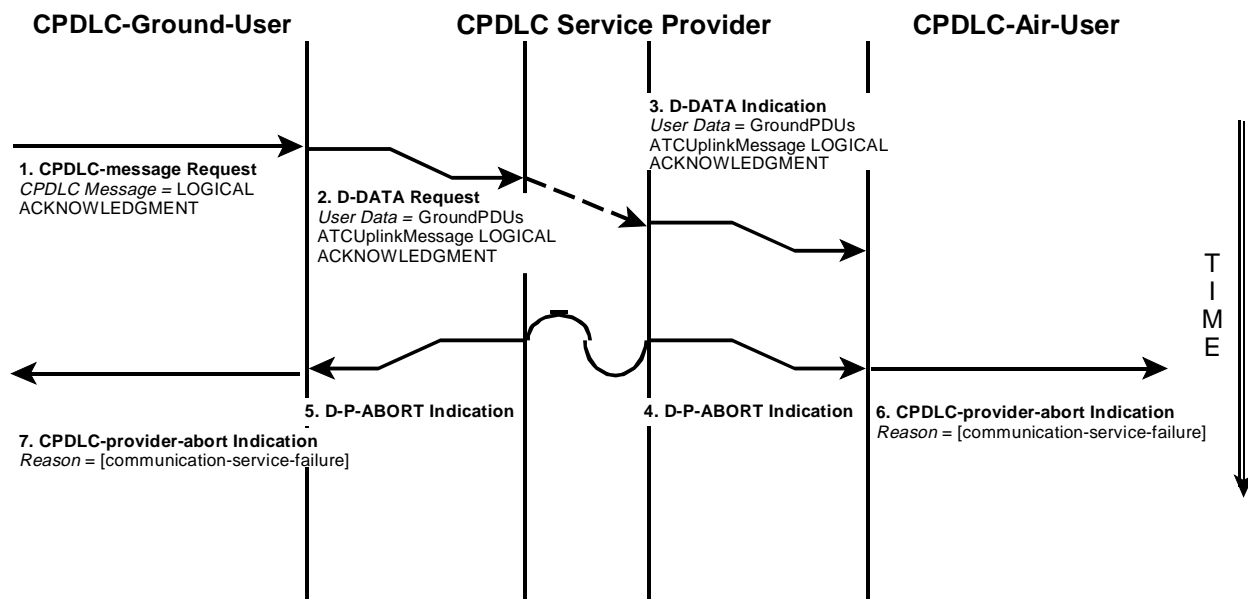 CPDLC-Ground-User
CPDLC Service Provider
CPDLC-Air-User
3. D-DATA Indication
User Data = GroundPDUs
ATCUplinkMessage LOGICAL
ACKNOWLEDGMENT
1. CPDLC-message Request
CPDLC Message = LOGICAL
ACKNOWLEDGMENT
2. D-DATA Request
User Data = GroundPDUs
ATCUplinkMessage LOGICAL
ACKNOWLEDGMENT
T
I
M
E
5. D-P-ABORT Indication
4. D-P-ABORT Indication
6. CPDLC-provider-abort Indication
Reason = [communication-service-failure]
7. CPDLC-provider-abort Indication
Reason = [communication-service-failure]